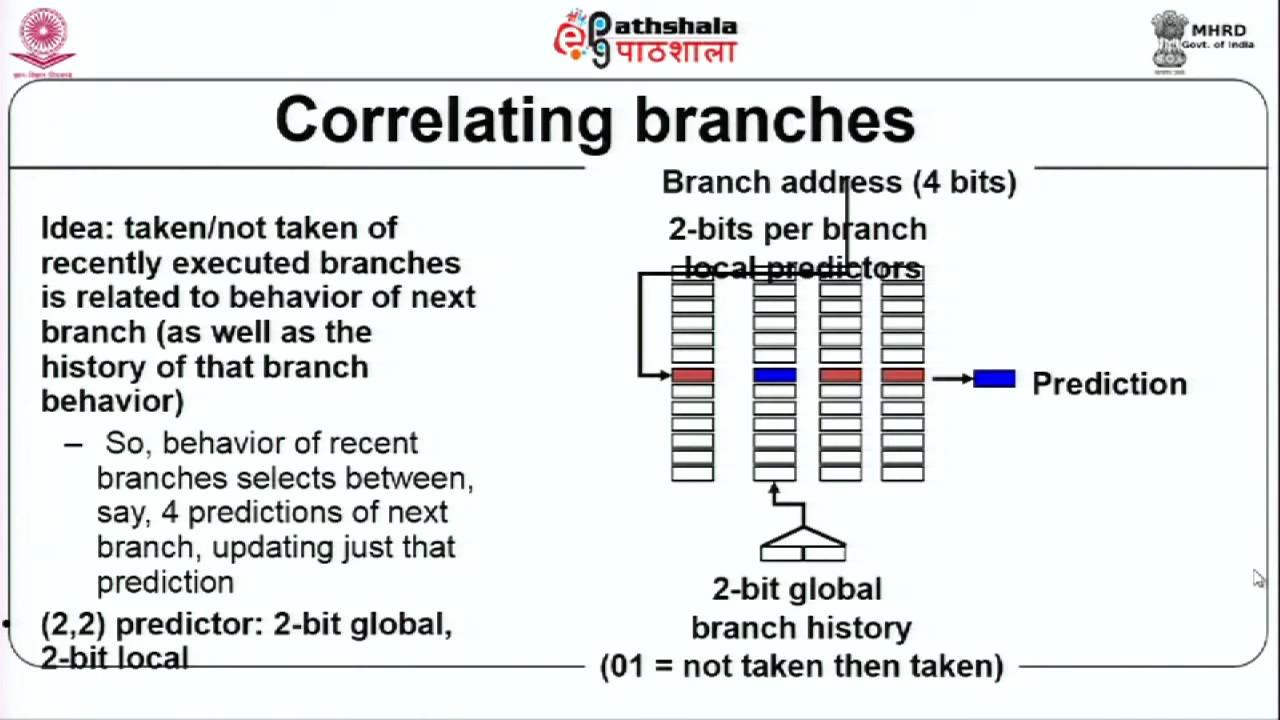 ePathshala
पाठशाला
MHRD
Govt. of India
Correlating branches
Idea: taken/not taken of
recently executed branches
is related to behavior of next
branch (as well as the
history of that branch
behavior)
– So, behavior of recent
branches selects between,
say, 4 predictions of next
branch, updating just that
prediction
• (2,2) predictor: 2-bit global,
2-bit local
Branch address (4 bits)
2-bits per branch
local predictors
Prediction
2-bit global
branch history
(01 = not taken then taken)